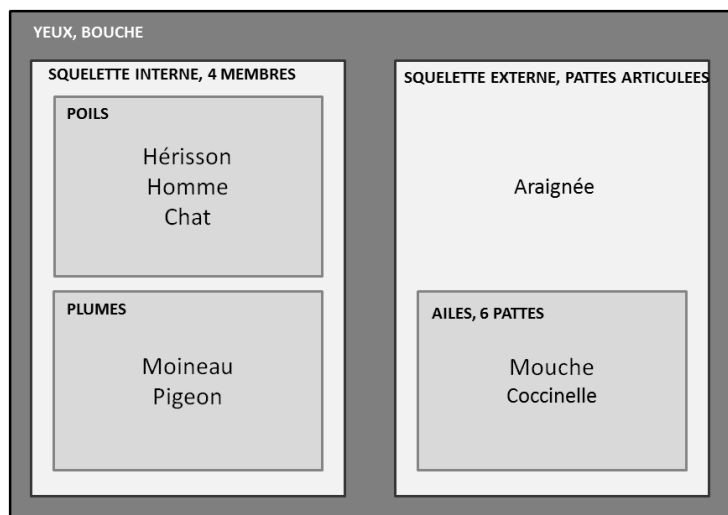 YEUX, BOUCHE
SQUELETTE INTERNE, 4 MEMBRES
POILS
Hérisson
Homme
Chat
PLUMES
Moineau
Pigeon
SQUELETTE EXTERNE, PATTES ARTICULEES
Araignée
AILES, 6 PATTES
Mouche
Coccinelle